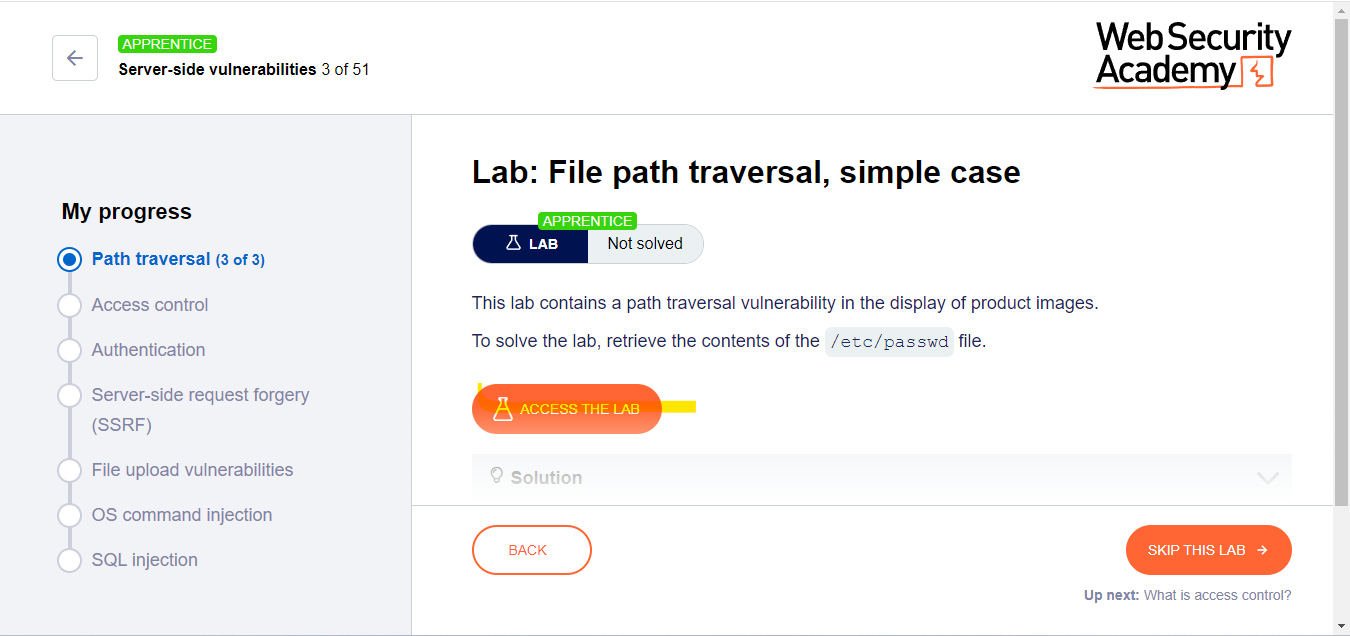 APPRENTICE
Server-side vulnerabilities 3 of 51
Web Security
Academy
My progress
Path traversal (3 of 3)
Access control
Authentication
Server-side request forgery
(SSRF)
File upload vulnerabilities
OS command injection
SQL injection
Lab: File path traversal, simple case
APPRENTICE
LAB Not solved
This lab contains a path traversal vulnerability in the display of product images.
To solve the lab, retrieve the contents of the /etc/passwd file.
ACCESS THE LAB
Solution
BACK
SKIP THIS LAB →
Up next: What is access control?